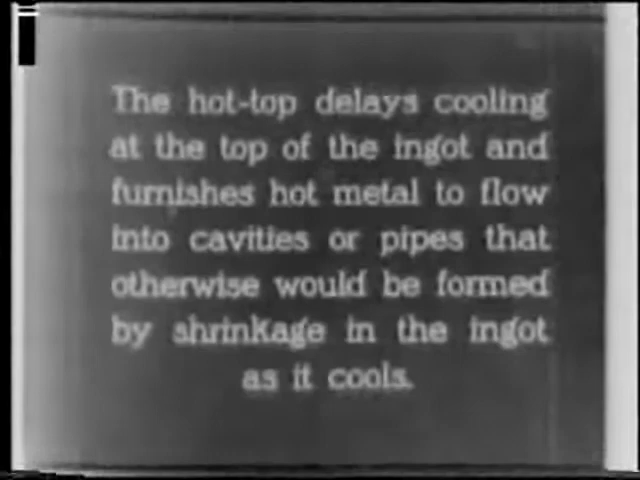 The hot-top delays cooling
at the top of the ingot and
furnishes hot metal to flow
into cavities or pipes that
otherwise would be formed
by shrinkage in the ingot
as it cools.